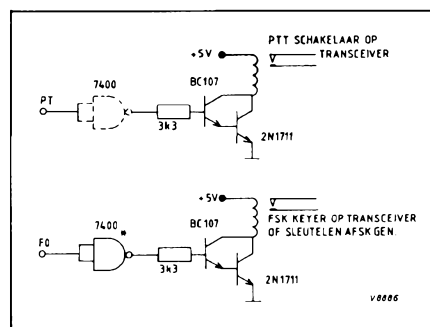 PTT SCHAKELAAR OP
TRANSCEIVER
+5V
7400
BC107
PT
3k3
2N1711
+5V
7400 *
BC107
FSK KEYER OP TRANSCEIVER
OF SLEUTELEN AFSK GEN.
FO
3k3
2N1711
V8886